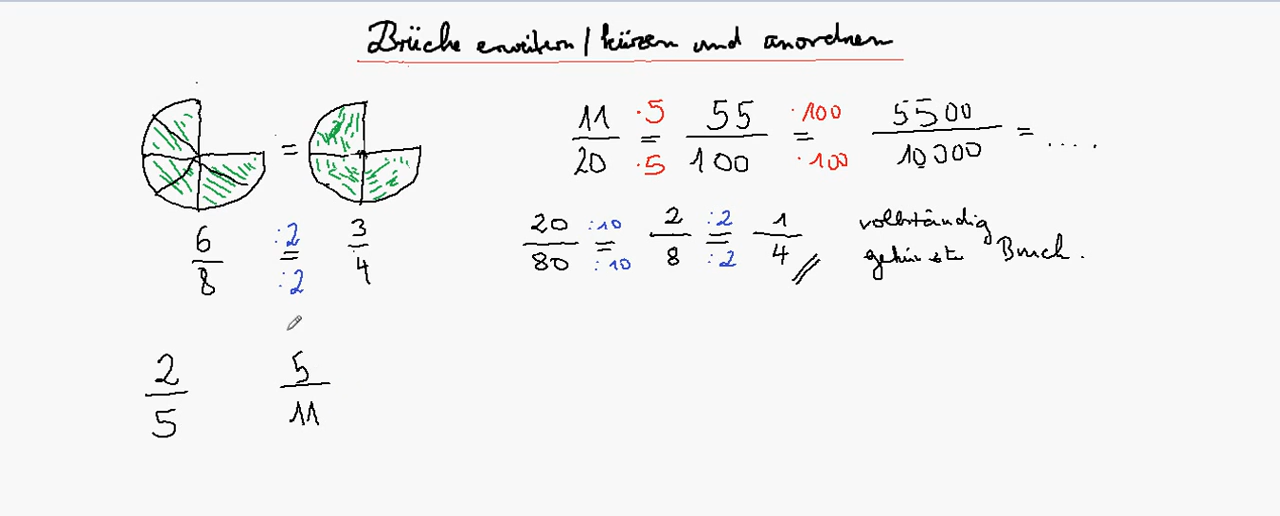 Brüche erweitern / kürzen und anordnen
=
6/8 :2 = :2 3/4
11/20 ·5 = ·5 55/100 ·100 = ·100 5500/10000 = ....
20/80 :10 = :10 2/8 :2 = :2 1/4 //
vollständig
gekürzter Bruch.
2/5 5/11